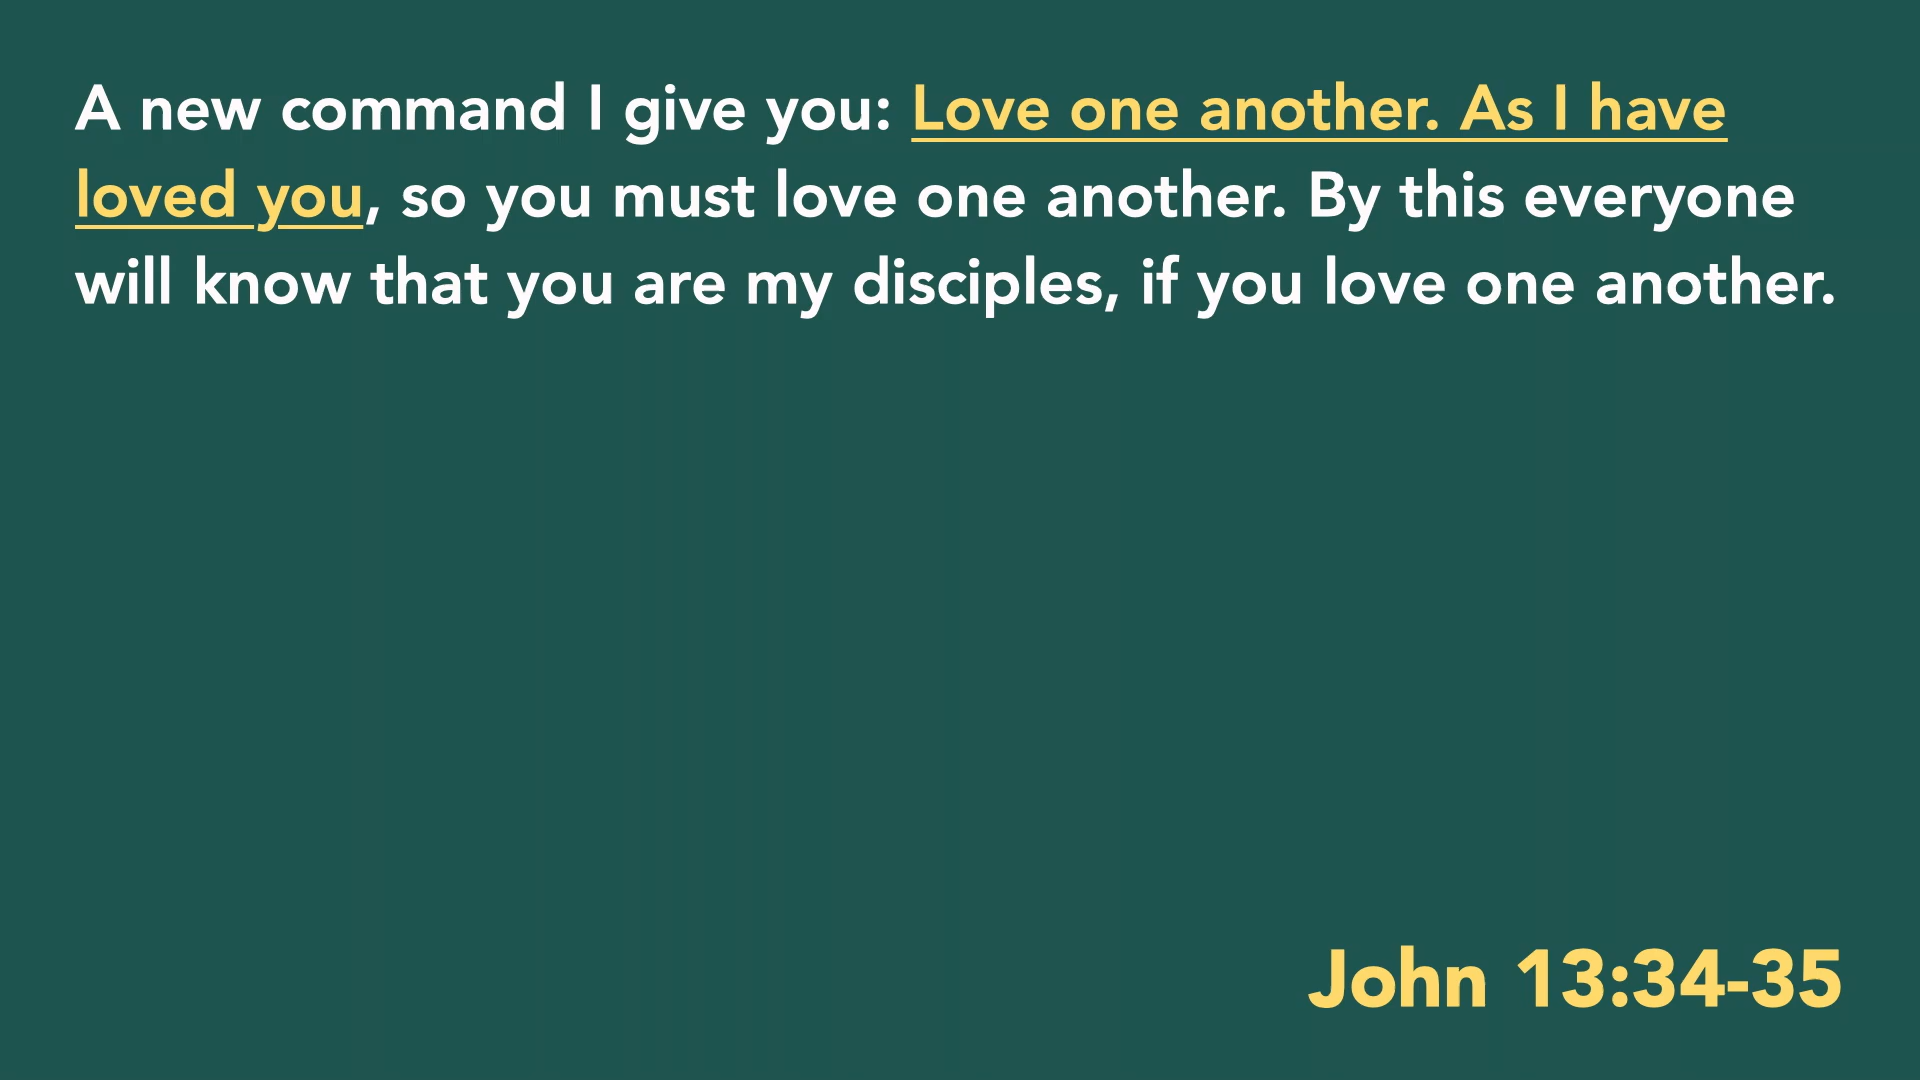 A new command I give you: Love one another. As I have
loved you, so you must love one another. By this everyone
will know that you are my disciples, if you love one another.
John 13:34-35